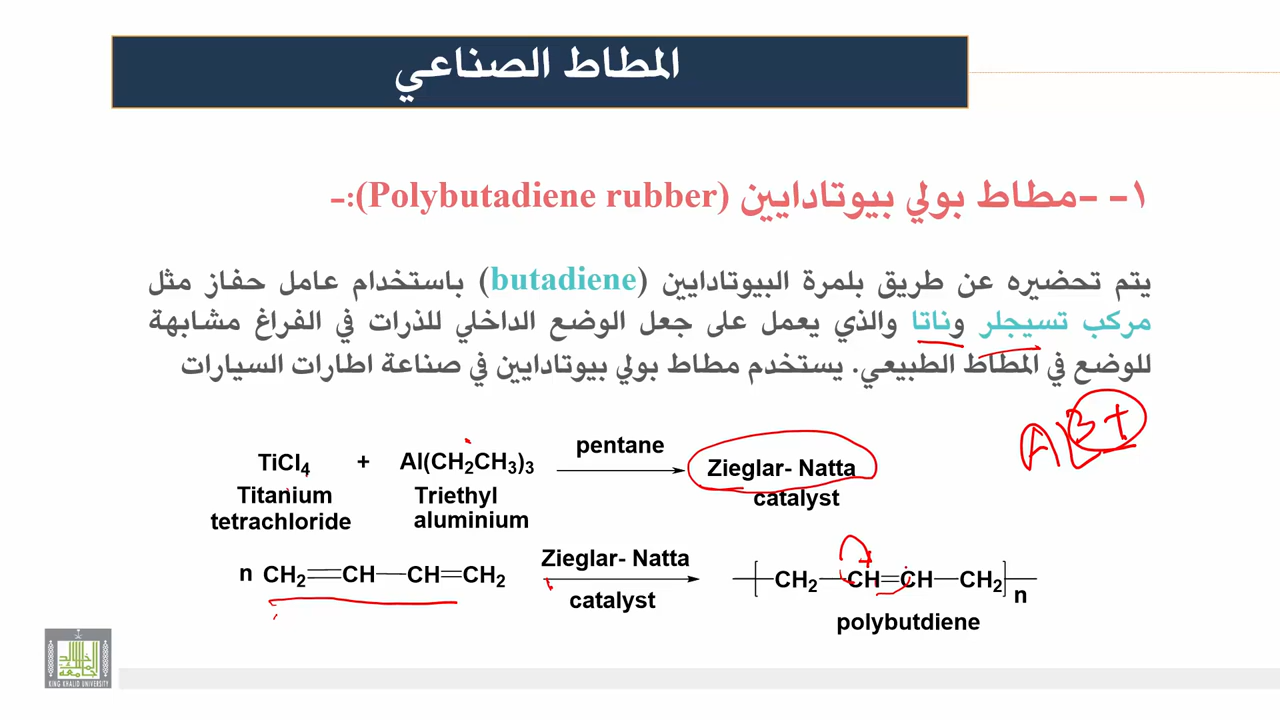 المطاط الصناعي
١- -مطاط بولي بيوتادايين (Polybutadiene rubber):-
يتم تحضيره عن طريق بلمرة البيوتادايين (butadiene) باستخدام عامل حفاز مثل
مركب تسيجلر وناتا والذي يعمل على جعل الوضع الداخلي للذرات في الفراغ مشابهة
للوضع في المطاط الطبيعي. يستخدم مطاط بولي بيوتادايين في صناعة اطارات السيارات
TiCl4 + Al(CH2CH3)3 pentane Zieglar- Natta
Titanium Triethyl catalyst
tetrachloride aluminium
n CH2=CH—CH=CH2 Zieglar- Natta [CH2—CH=CH—CH2]n
catalyst
polybutdiene
KING KHALID UNIVERSITY